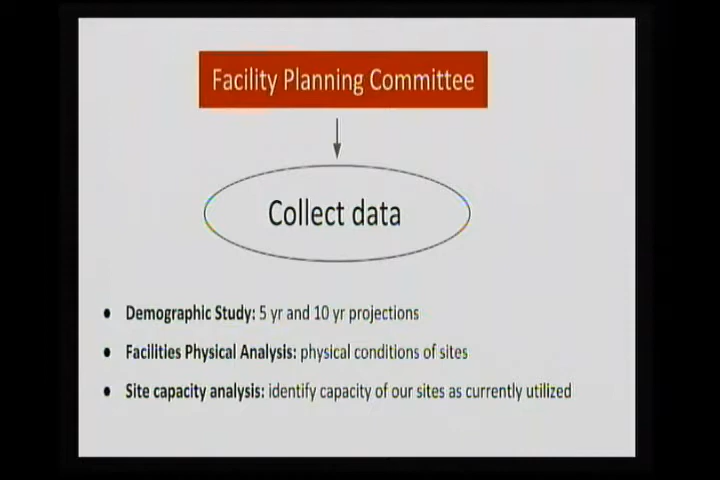 Facility Planning Committee
Collect data
• Demographic Study: 5 yr and 10 yr projections
• Facilities Physical Analysis: physical conditions of sites
• Site capacity analysis: identify capacity of our sites as currently utilized